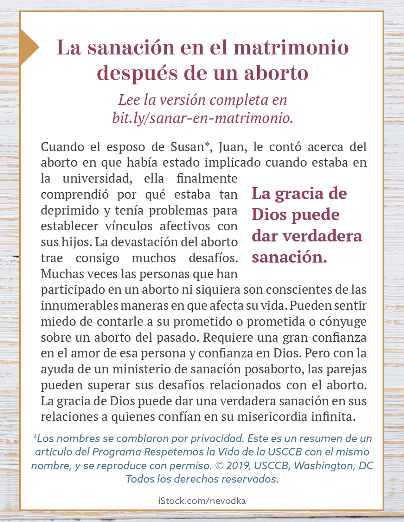 La sanación en el matrimonio
después de un aborto
Lee la versión completa en
bit.ly/sanar-en-matrimonio.
Cuando el esposo de Susan*, Juan, le contó acerca del
aborto en que había estado implicado cuando estaba en
la universidad, ella finalmente
comprendió por qué estaba tan
deprimido y tenía problemas para
establecer vínculos afectivos con
sus hijos. La devastación del aborto
trae consigo muchos desafíos.
Muchas veces las personas que han
La gracia de
Dios puede
dar verdadera
sanación.
participado en un aborto ni siquiera son conscientes de las
innumerables maneras en que afecta su vida. Pueden sentir
miedo de contarle a su prometido o prometida o cónyuge
sobre un aborto del pasado. Requiere una gran confianza
en el amor de esa persona y confianza en Dios. Pero con la
ayuda de un ministerio de sanación posaborto, las parejas
pueden superar sus desafíos relacionados con el aborto.
La gracia de Dios puede dar una verdadera sanación en sus
relaciones a quienes confían en su misericordia infinita.
*Los nombres se cambiaron por privacidad. Este es un resumen de un
artículo del Programa Respetemos la Vida de la USCCB con el mismo
nombre, y se reproduce con permiso. © 2019, USCCB, Washington, DC
Todos los derechos reservados.
iStock.com/nevodka